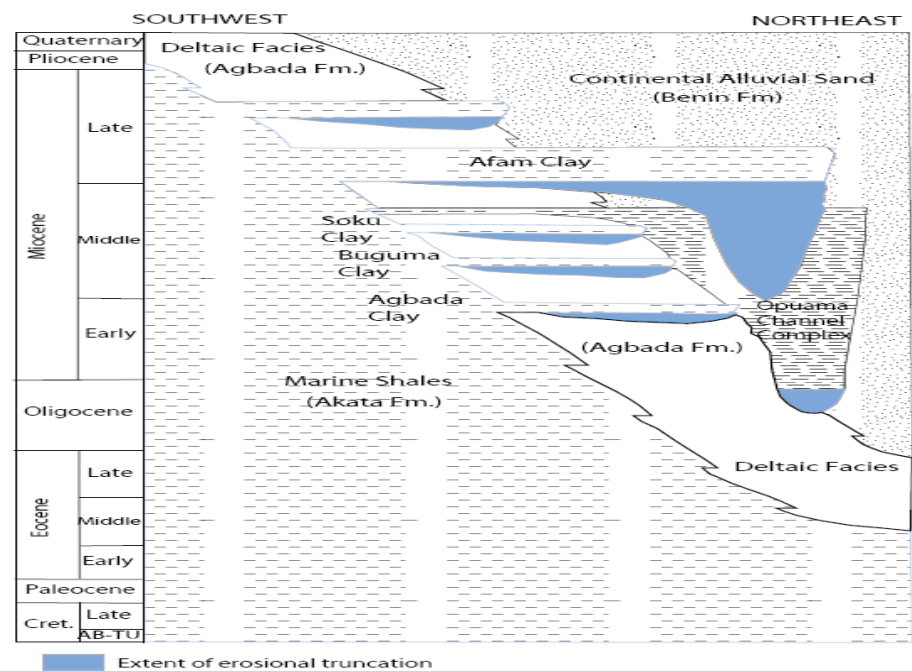 SOUTHWEST
NORTHEAST
Quaternary
Pliocene
Deltaic Facies
(Agbada Fm.)
Continental Alluvial Sand
(Benin Fm)
Late
Afam Clay
Miocene
Middle
Soku
Clay
Buguma
Clay
Agbada
Clay
Opuama
Channel
Complex
Early
(Agbada Fm.)
Marine Shales
(Akata Fm.)
Oligocene
Deltaic Facies
Eocene
Late
Middle
Early
Paleocene
Cret.
Late
AB-TU
Extent of erosional truncation